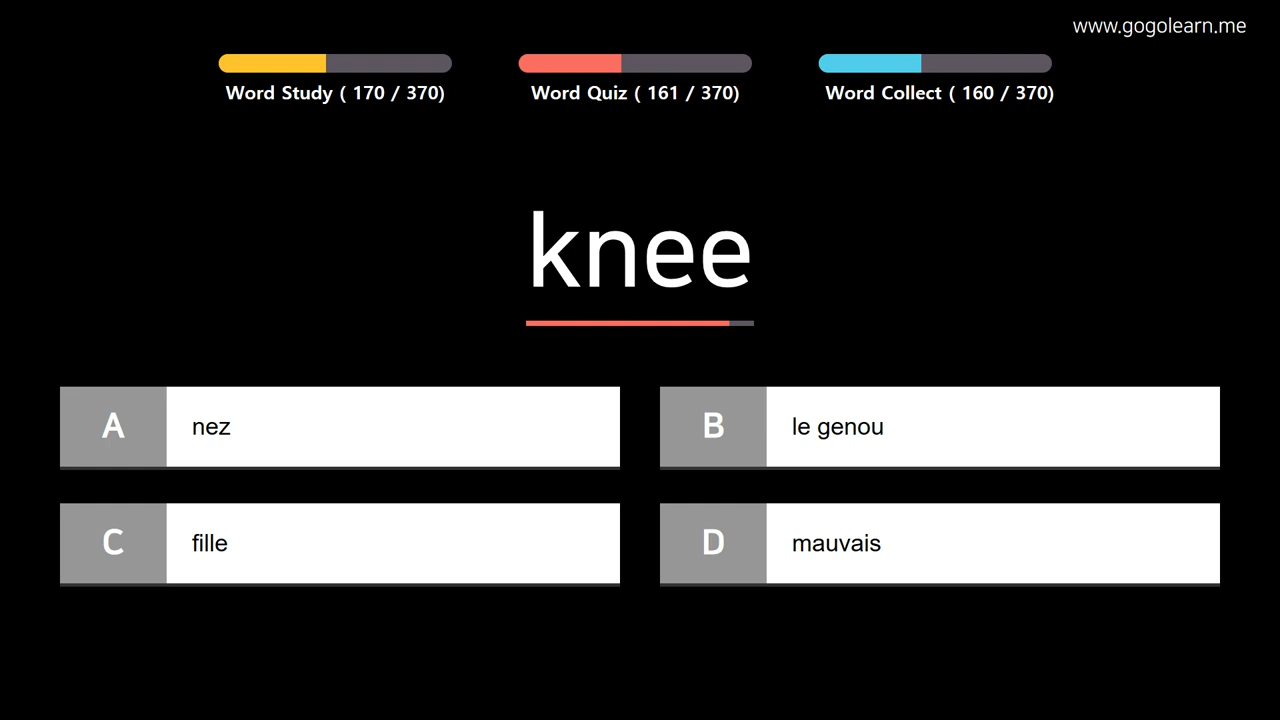 www.gogolearn.me
Word Study ( 170 / 370)
Word Quiz ( 161 / 370)
Word Collect ( 160 / 370)
knee
A nez
B le genou
C fille
D mauvais